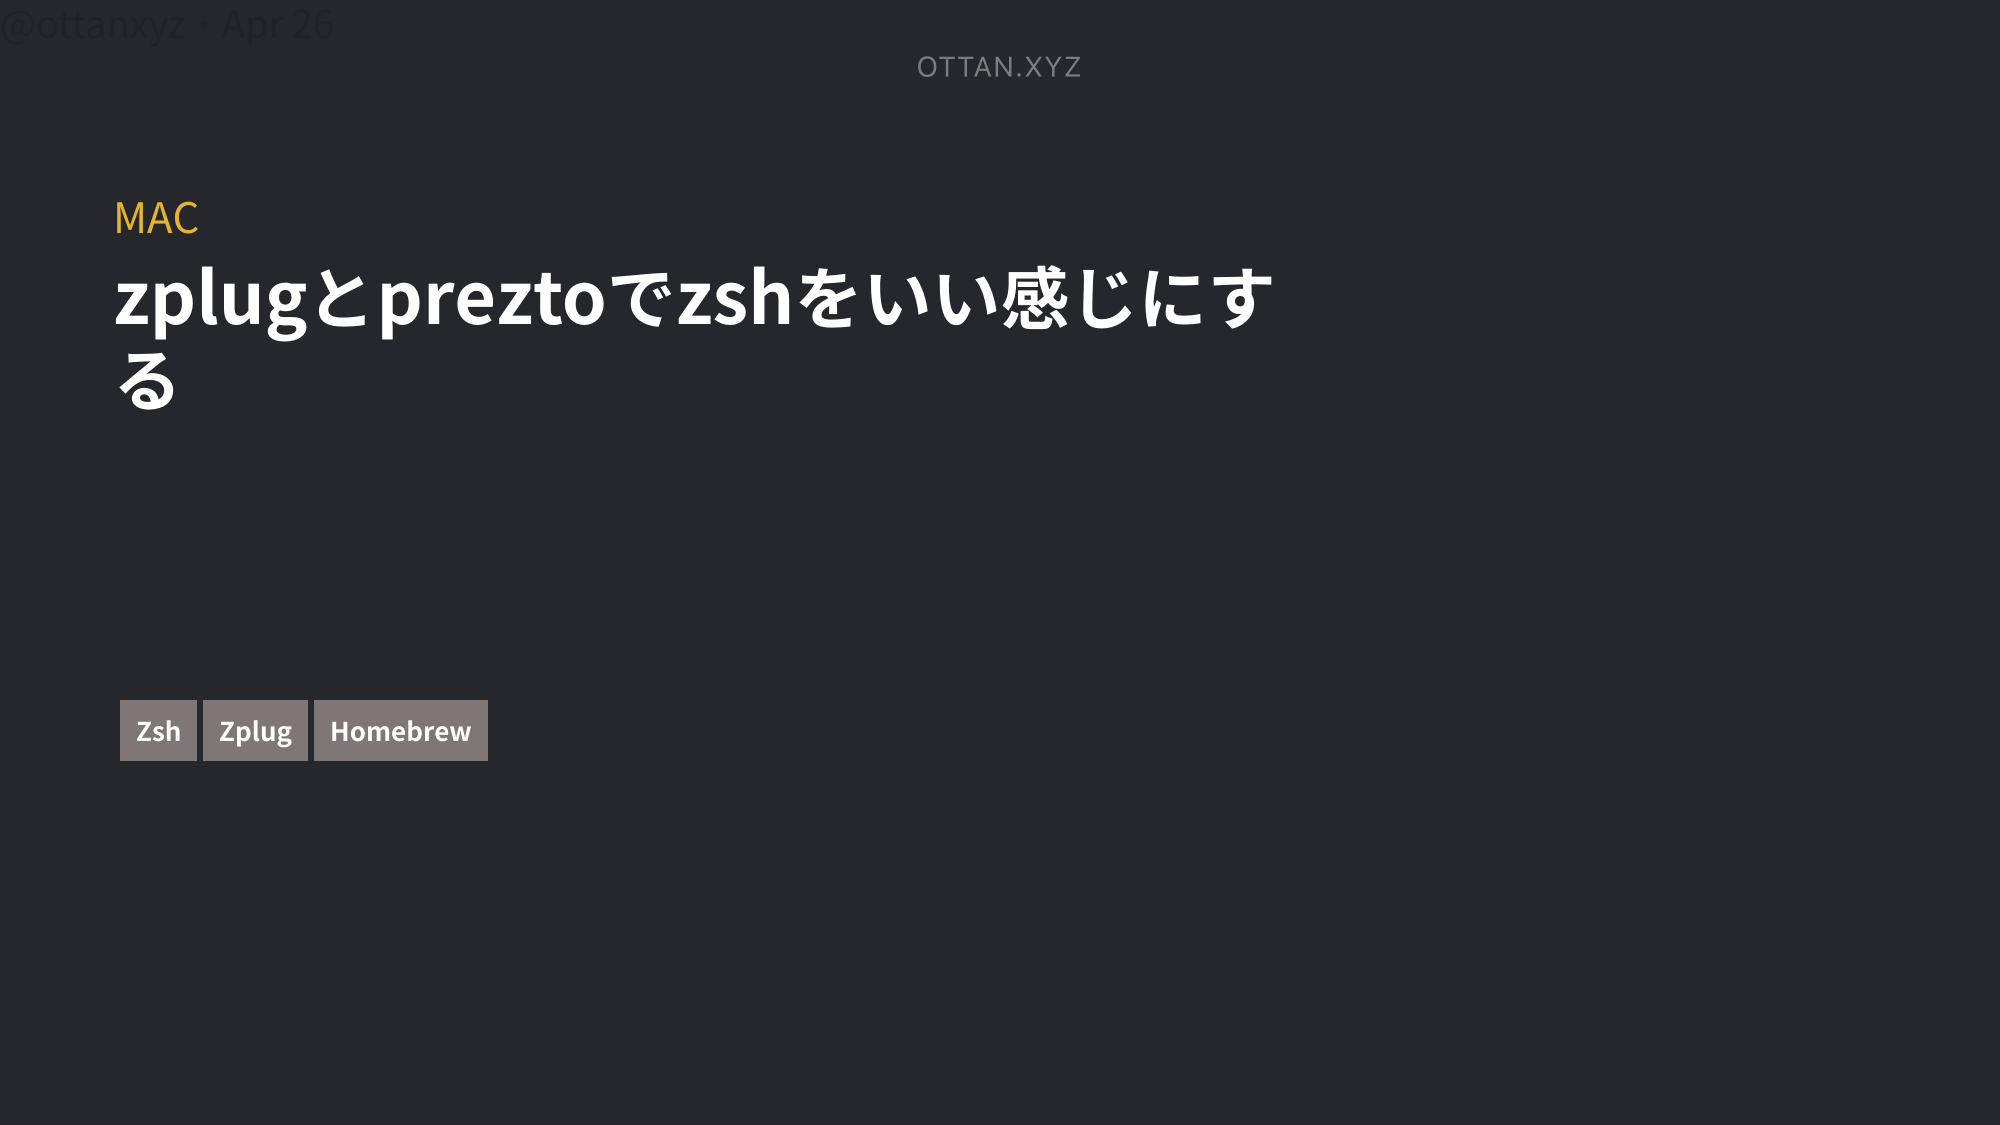 @ottanxyz・Apr 26
OTTAN.XYZ
MAC
zplugとpreztoでzshをいい感じにす
る
Zsh
Zplug
Homebrew